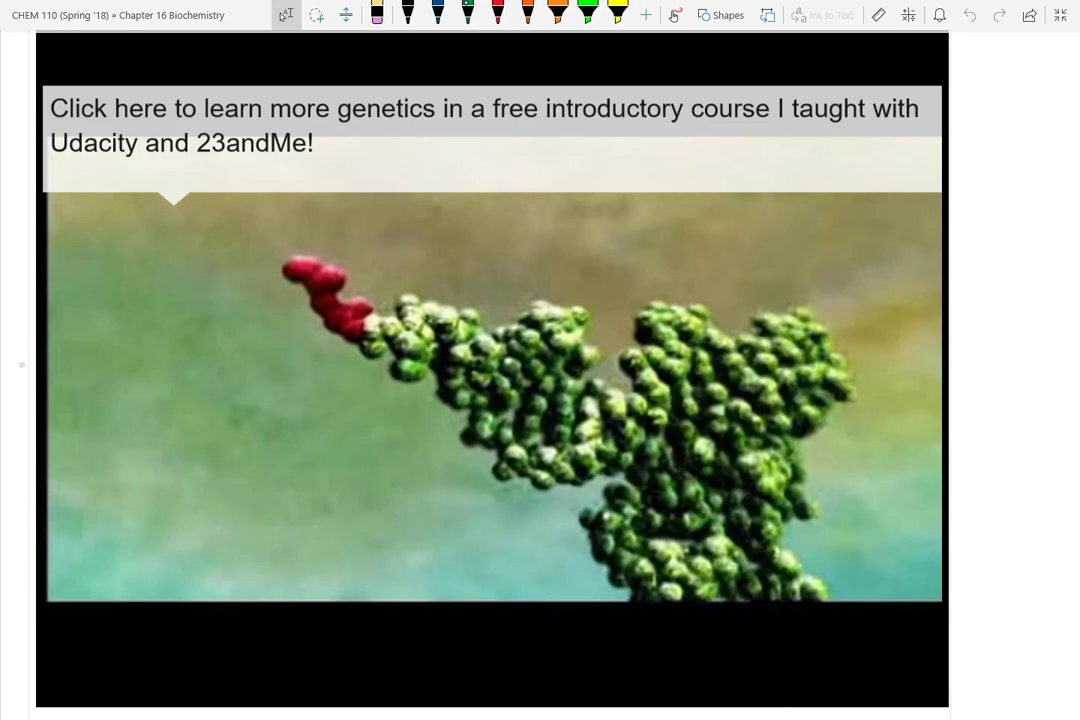 CHEM 110 (Spring '18) » Chapter 16 Biochemistry
Shapes
Ink to Text
Click here to learn more genetics in a free introductory course I taught with
Udacity and 23andMe!